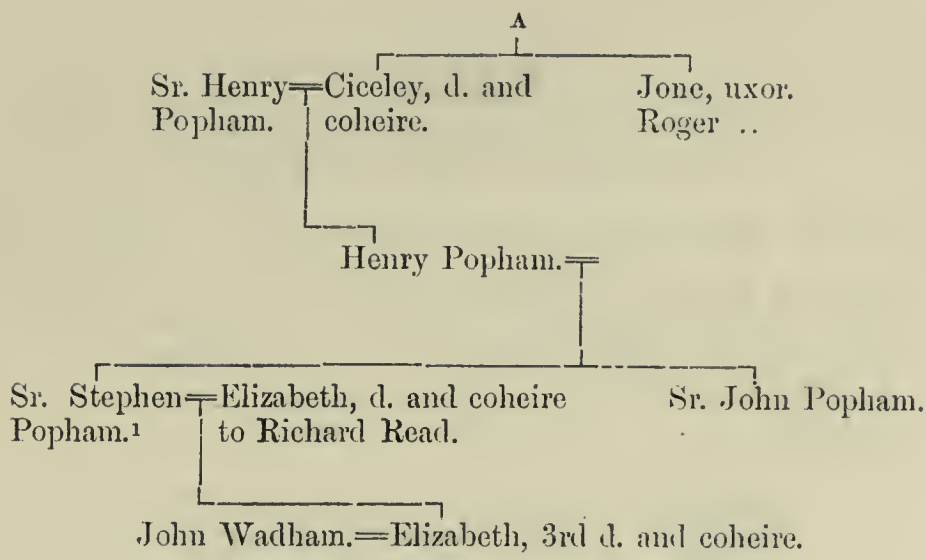 A
Sr. Henry=Ciceley, d. and
Popham. coheire.
Jone, uxor.
Roger ..
Henry Popham.=
Sr. Stephen=Elizabeth, d. and coheire
Popham.¹ to Richard Read.
Sr. John Popham.
John Wadham.=Elizabeth, 3rd d. and coheire.